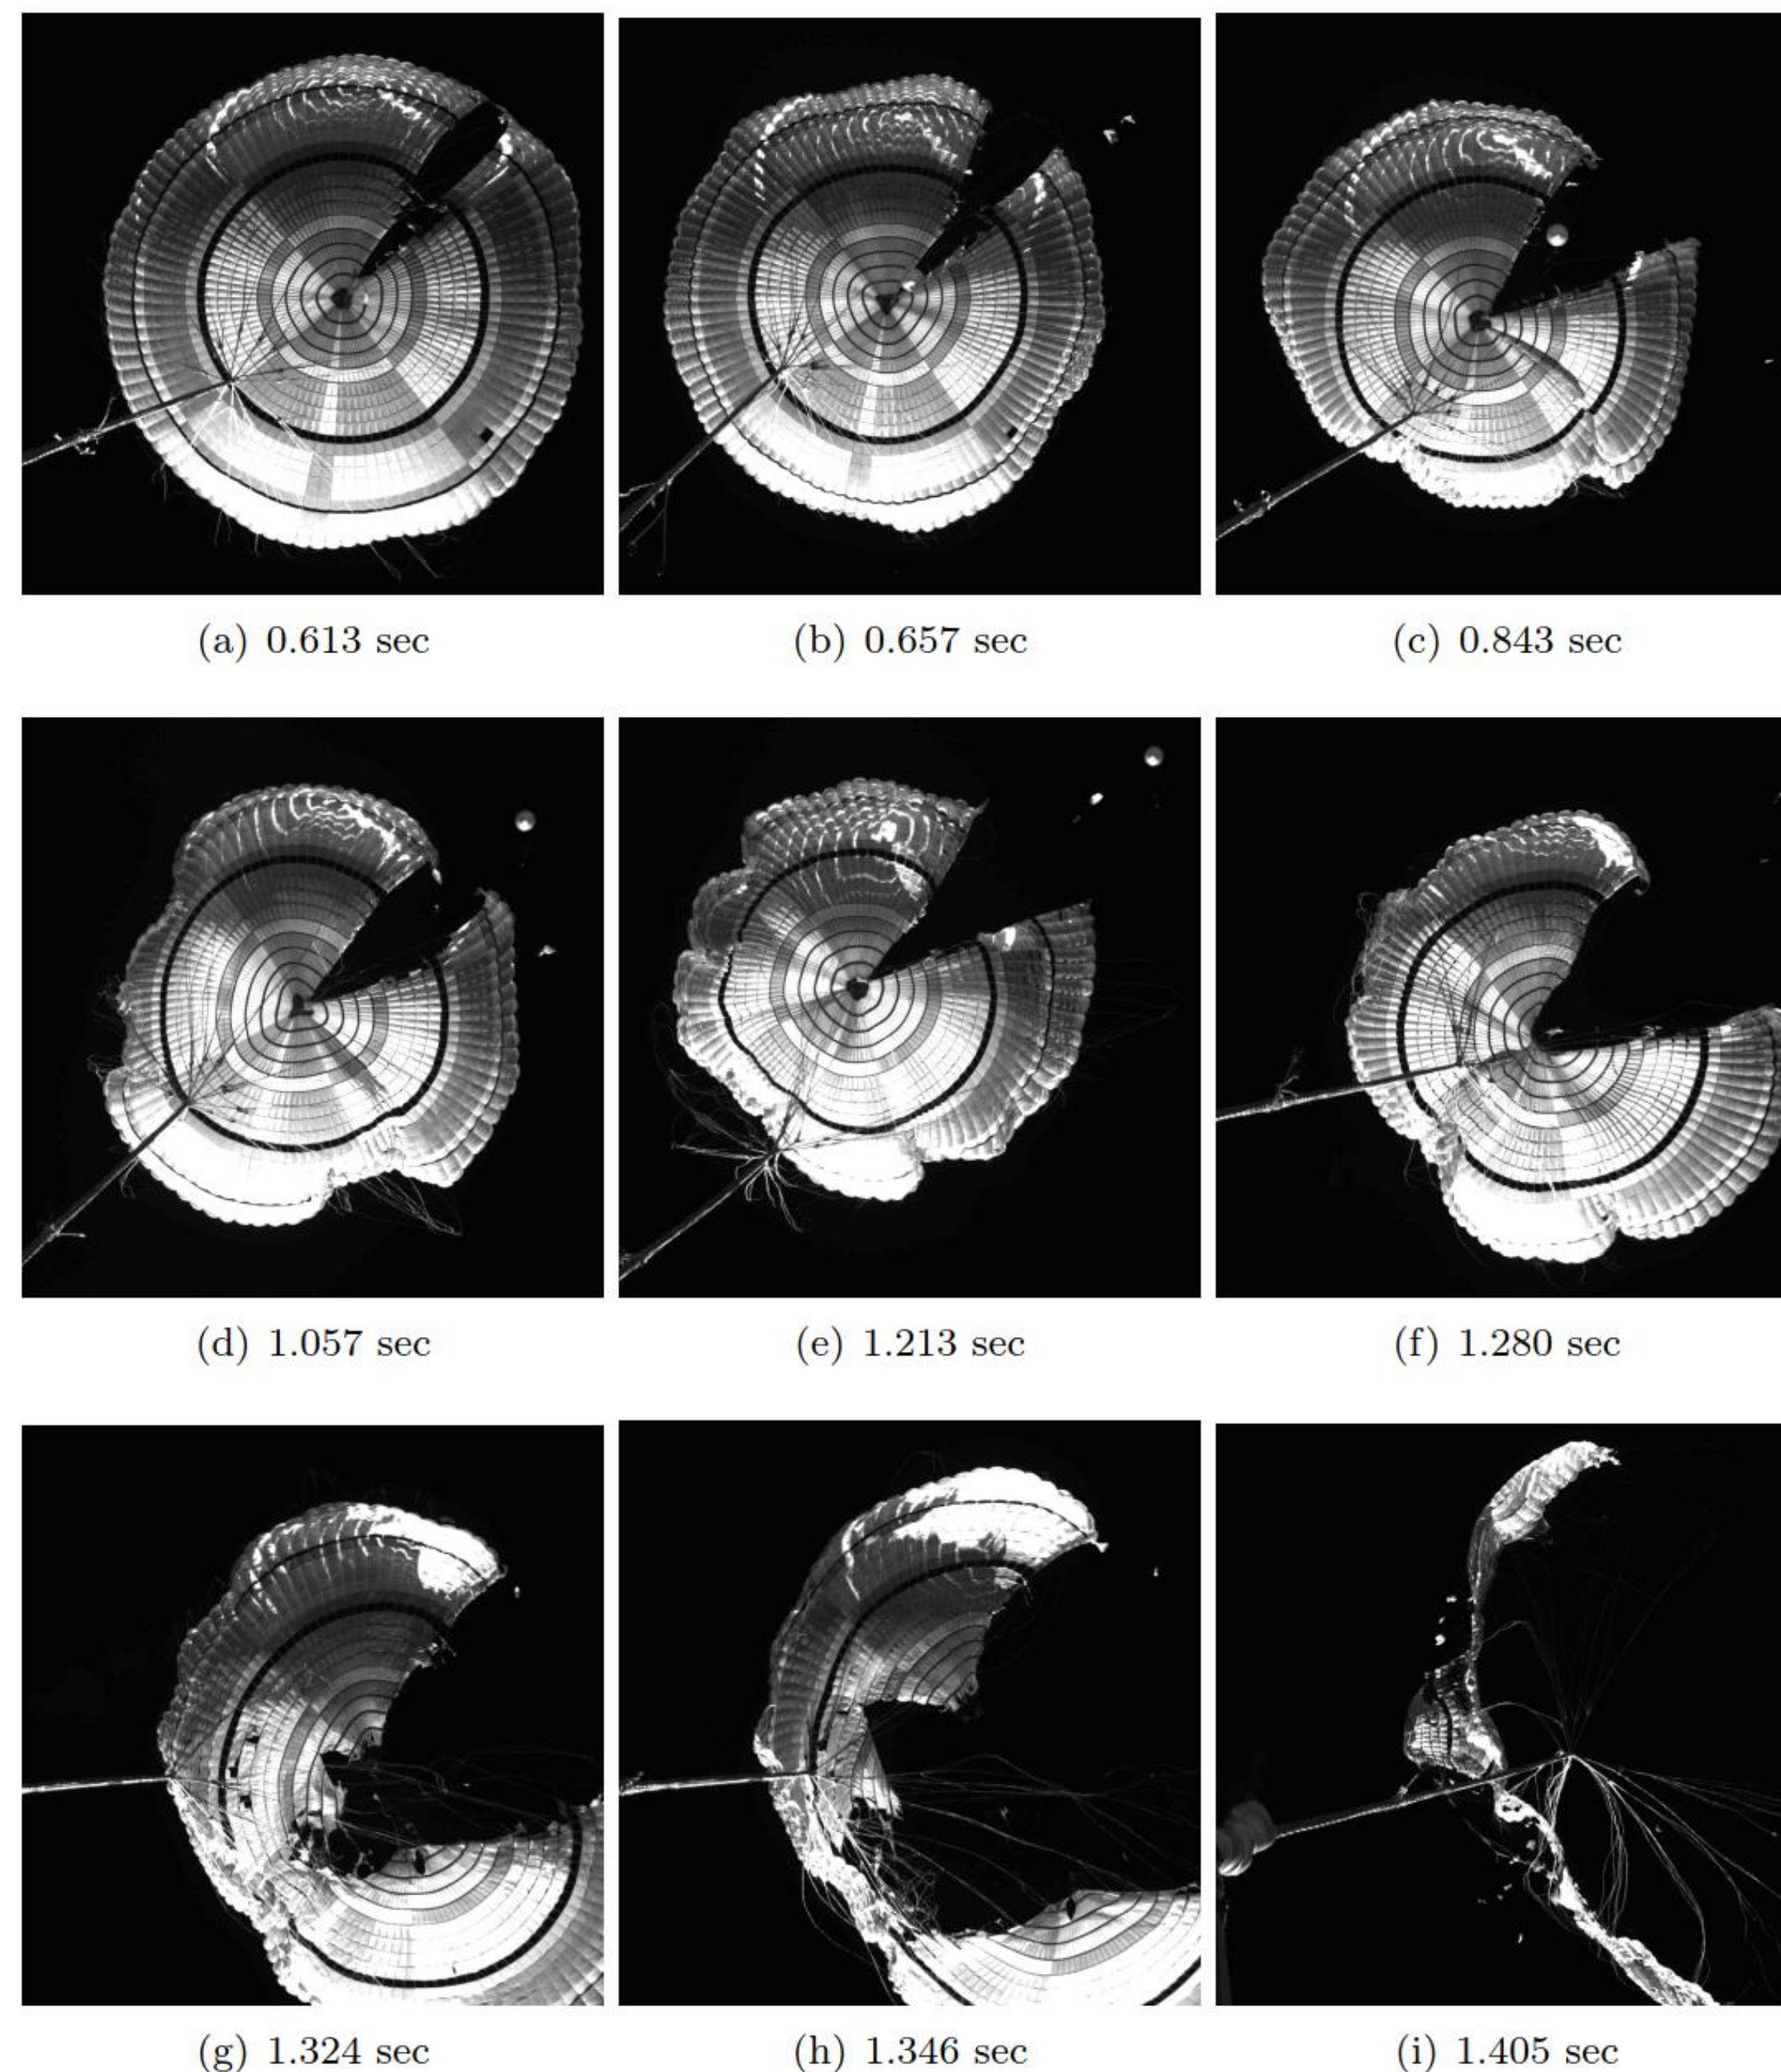 (a) 0.613 sec
(b) 0.657 sec
(c) 0.843 sec
(d) 1.057 sec
(e) 1.213 sec
(f) 1.280 sec
(g) 1.324 sec
(h) 1.346 sec
(i) 1.405 sec